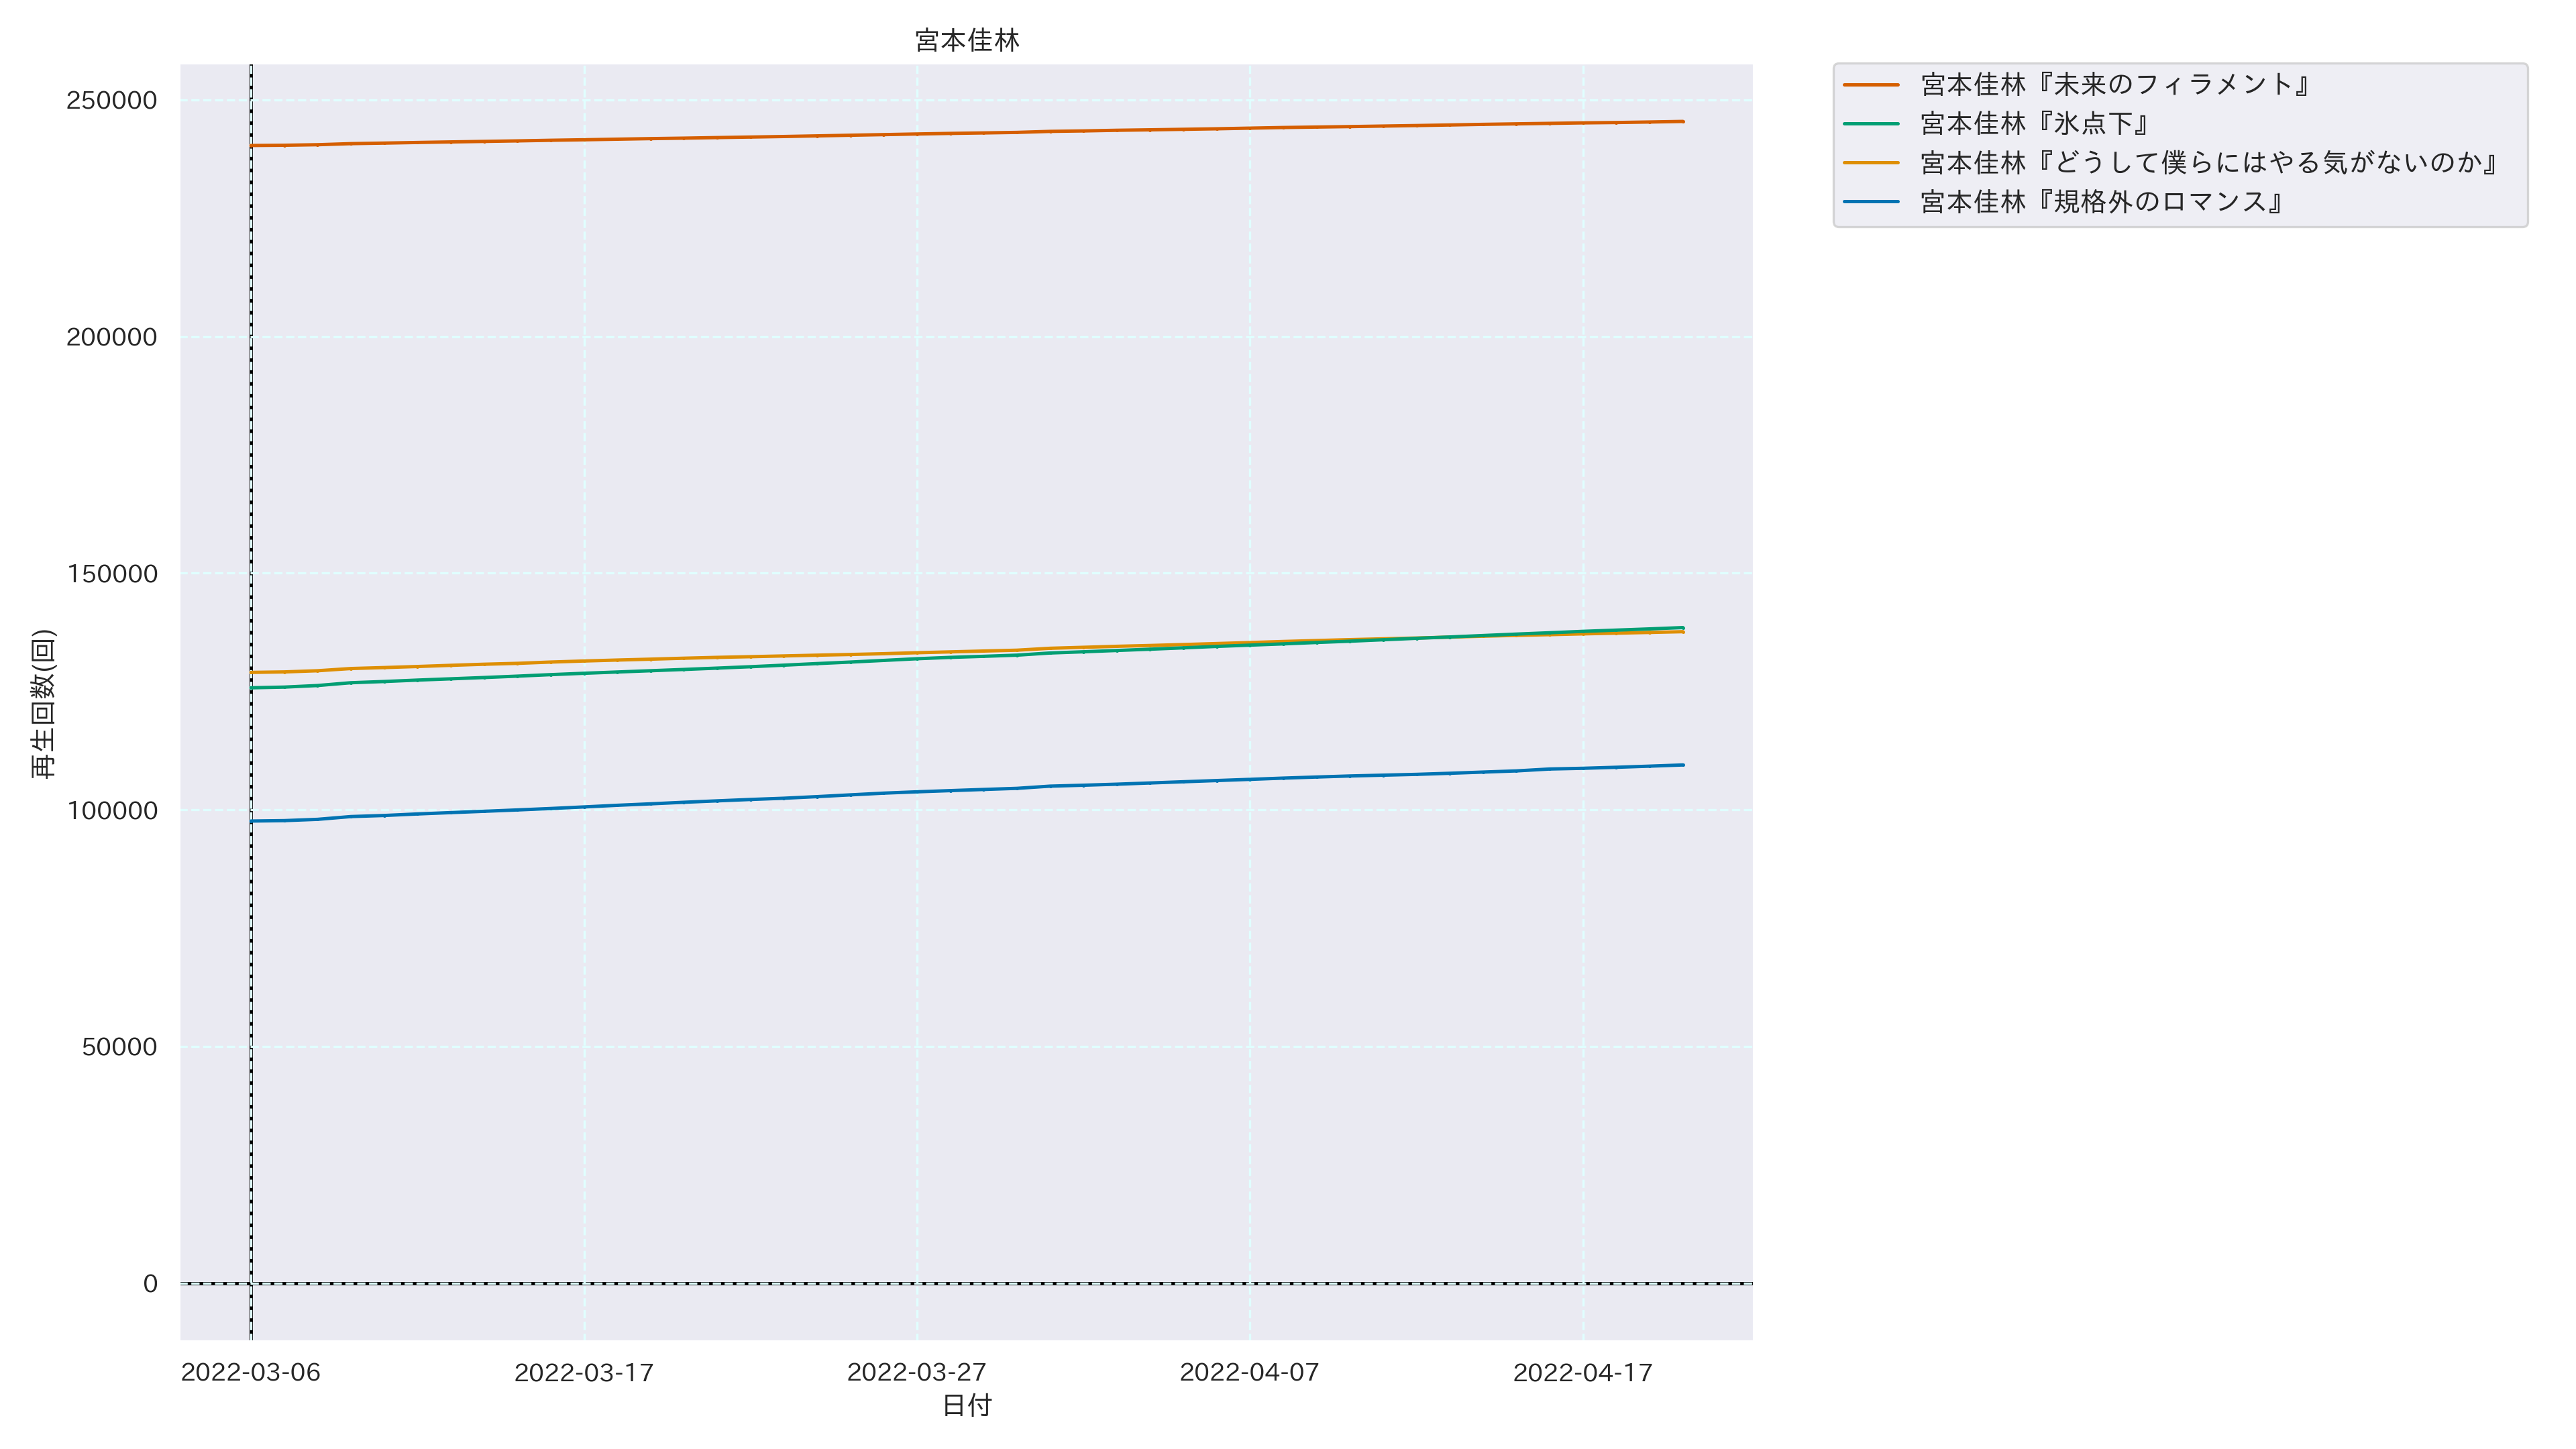 宮本佳林
250000
200000
150000
100000
50000
0
再生回数(回)
2022-03-06
2022-03-17
2022-03-27
2022-04-07
2022-04-17
日付
宮本佳林『未来のフィラメント』
宮本佳林『氷点下』
宮本佳林『どうして僕らにはやる気がないのか』
宮本佳林『規格外のロマンス』